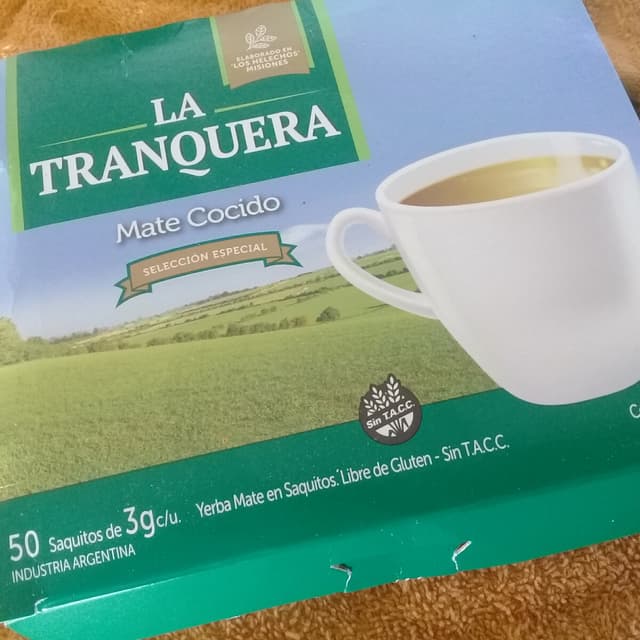 ELABORADO EN
"LOS HELECHOS"
MISIONES
LA
TRANQUERA
Mate Cocido
SELECCIÓN ESPECIAL
Sin T.A.C.C.
50 Saquitos de 3g c/u. Yerba Mate en Saquitos. Libre de Gluten - Sin T.A.C.C.
INDUSTRIA ARGENTINA